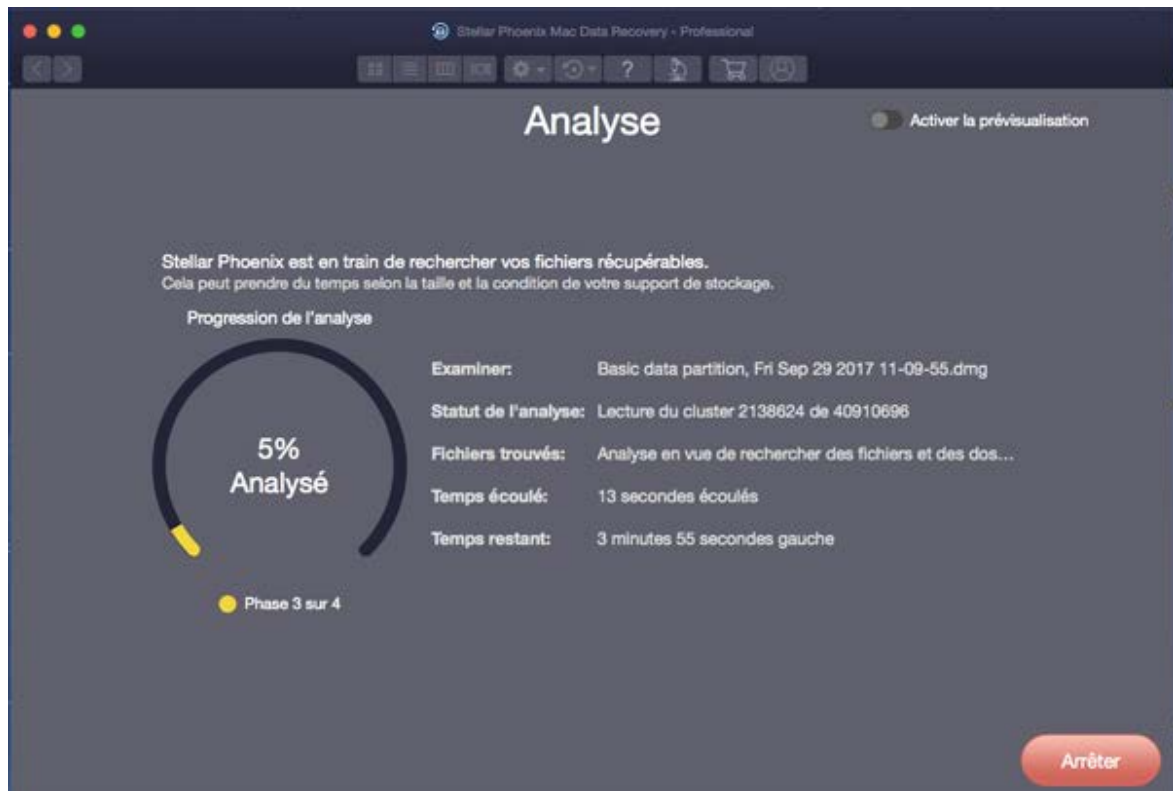 Stellar Phoenix Mac Data Recovery - Professional
?
Analyse
Activer la prévisualisation
Stellar Phoenix est en train de rechercher vos fichiers récupérables.
Cela peut prendre du temps selon la taille et la condition de votre support de stockage.
Progression de l'analyse
5%
Analysé
Phase 3 sur 4
Examiner: Basic data partition, Fri Sep 29 2017 11-09-55.dmg
Statut de l'analyse: Lecture du cluster 2138624 de 40910696
Fichiers trouvés: Analyse en vue de rechercher des fichiers et des dos...
Temps écoulé: 13 secondes écoulés
Temps restant: 3 minutes 55 secondes gauche
Arrêter